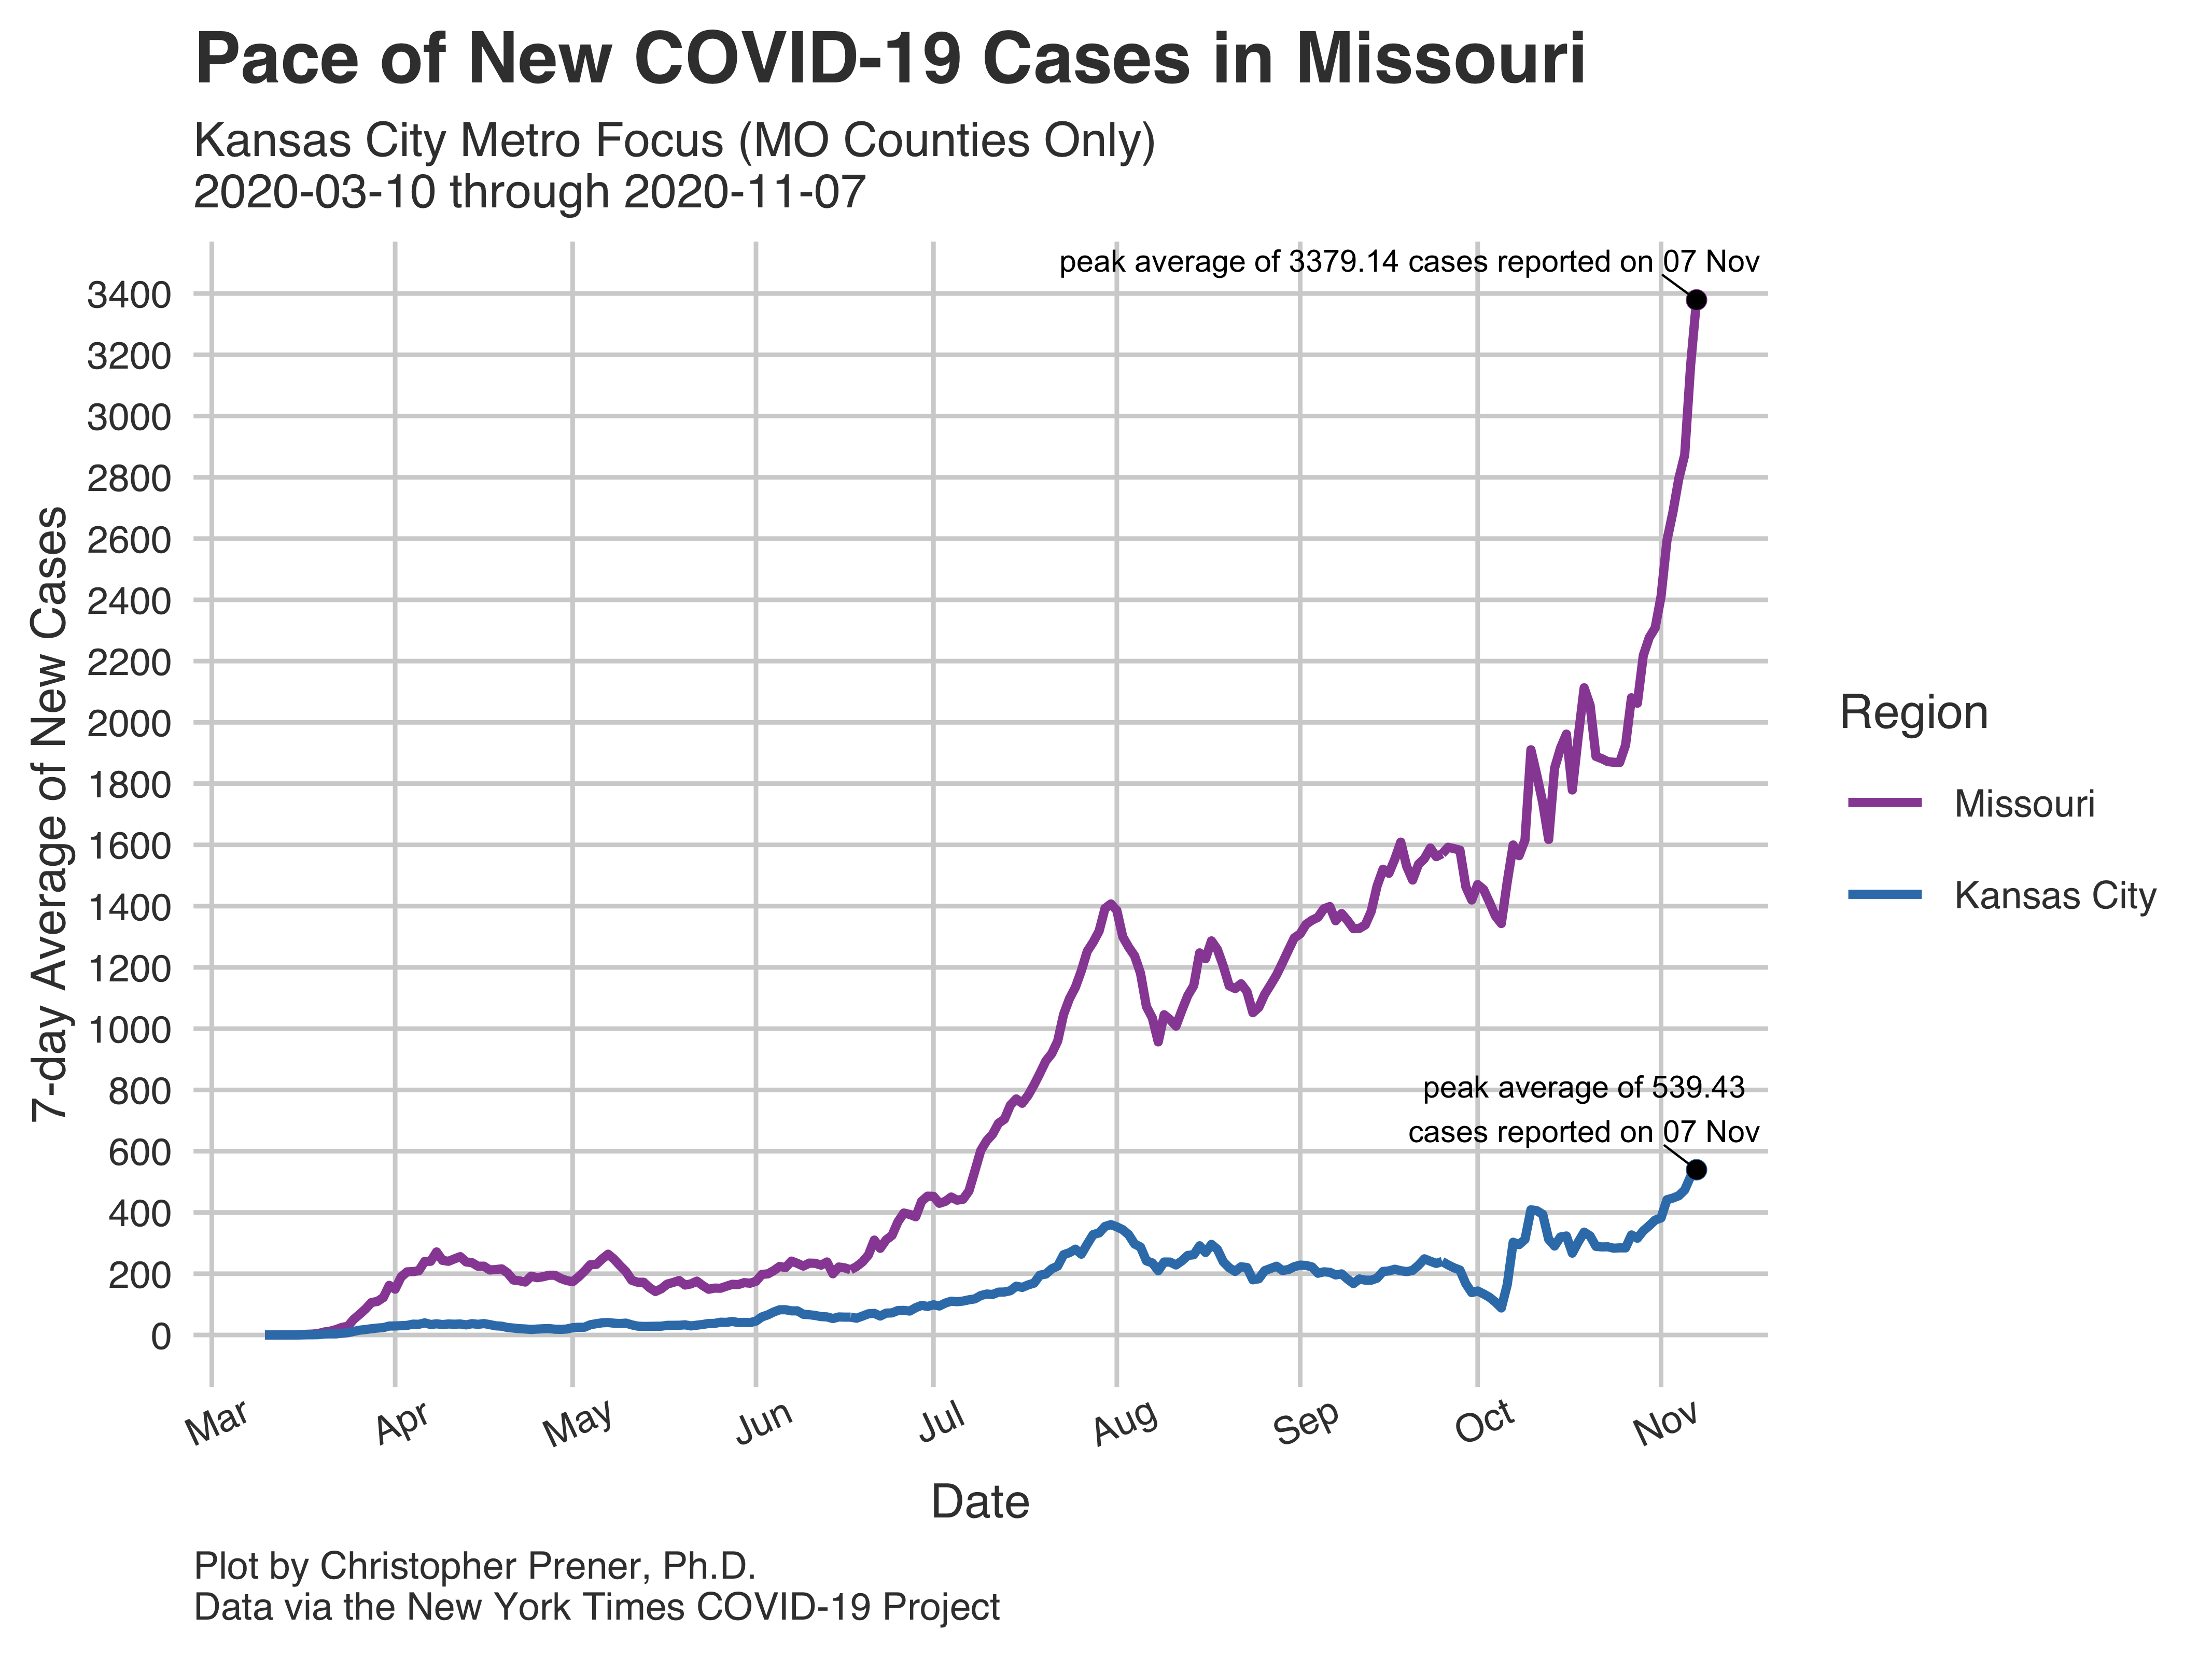 Pace of New COVID-19 Cases in Missouri
Kansas City Metro Focus (MO Counties Only)
2020-03-10 through 2020-11-07
peak average of 3379.14 cases reported on 07 Nov
3400
3200
3000
2800
2600
2400
2200
2000
1800
1600
1400
1200
1000
800
600
400
200
0
7-day Average of New Cases
peak average of 539.43
cases reported on 07 Nov
Region
Missouri
Kansas City
Mar
Apr
May
Jun
Jul
Aug
Sep
Oct
Nov
Date
Plot by Christopher Prener, Ph.D.
Data via the New York Times COVID-19 Project